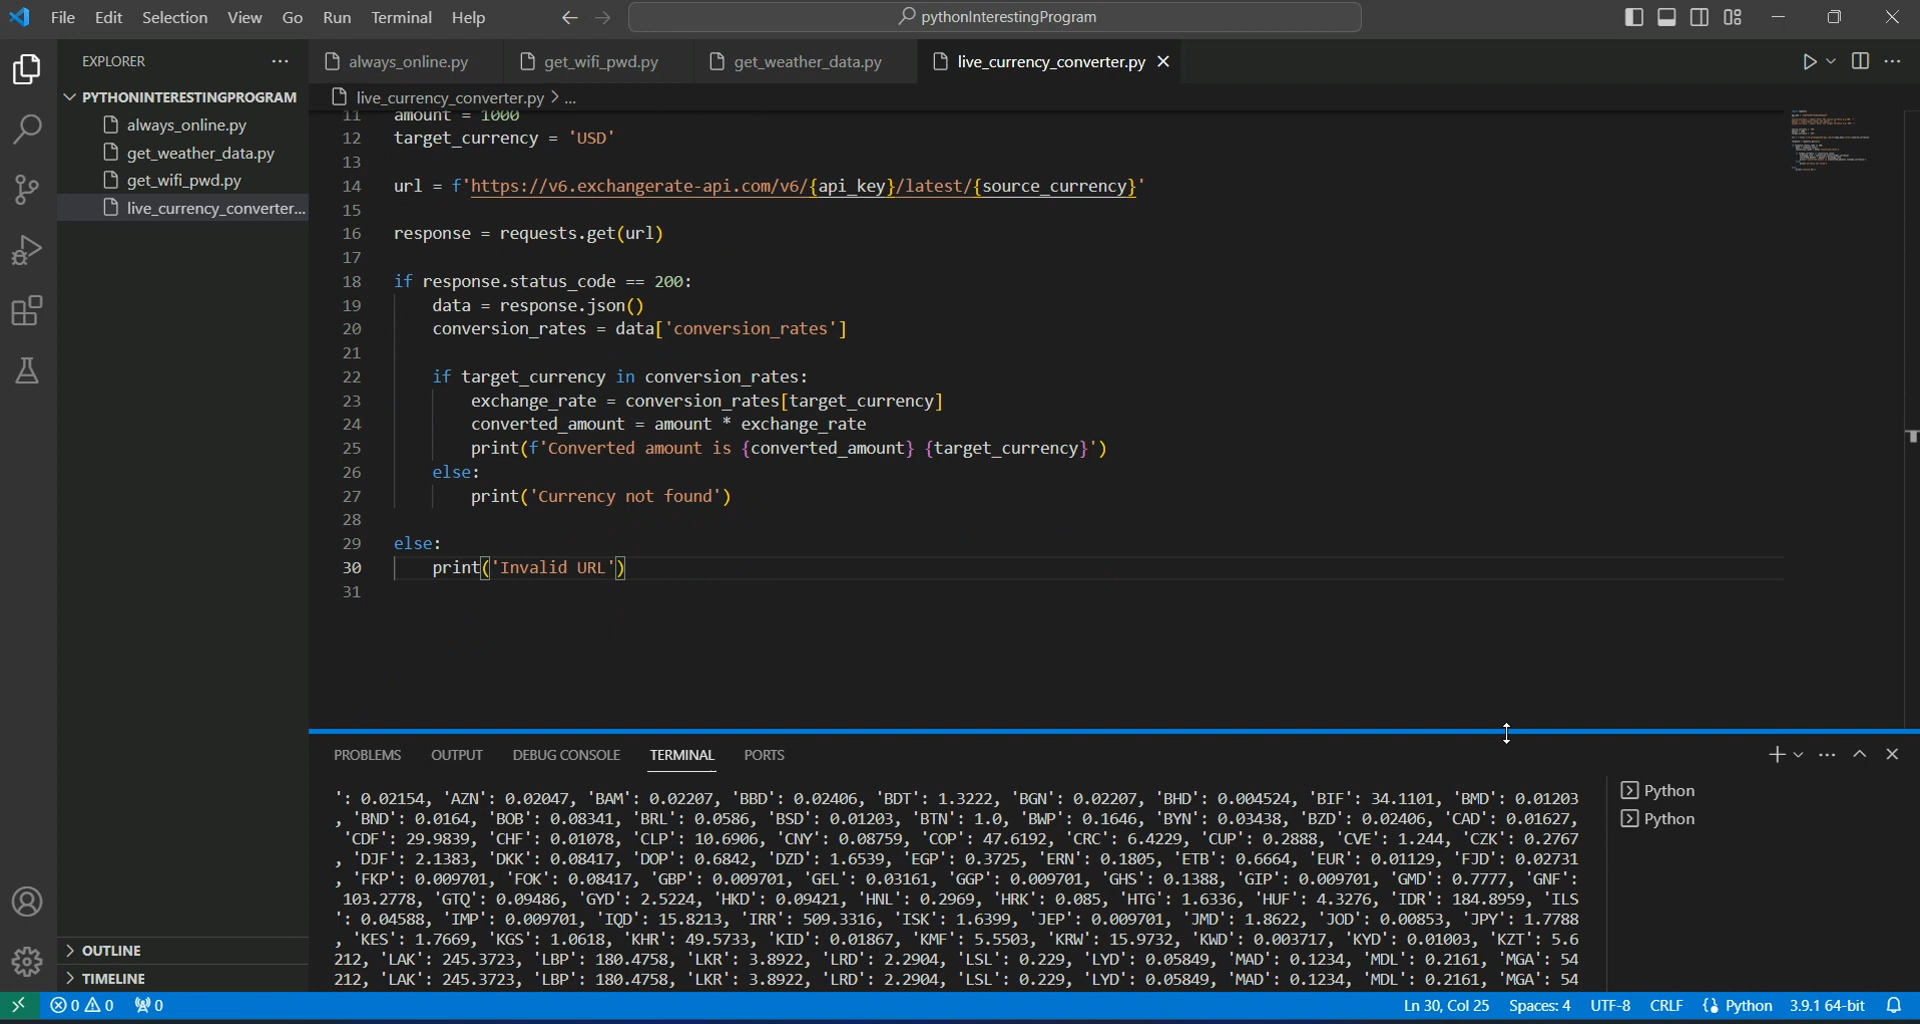 File Edit Selection View Go Run Terminal Help
pythonInterestingProgram
EXPLORER
always_online.py get_wifi_pwd.py get_weather_data.py live_currency_converter.py
PYTHONINTERESTINGPROGRAM
live_currency_converter.py > ...
always_online.py
get_weather_data.py
get_wifi_pwd.py
live_currency_converter...
11 amount = 1000
12 target_currency = 'USD'
13
14 url = f'https://v6.exchangerate-api.com/v6/{api_key}/latest/{source_currency}'
15
16 response = requests.get(url)
17
18 if response.status_code == 200:
19 data = response.json()
20 conversion_rates = data['conversion_rates']
21
22 if target_currency in conversion_rates:
23 exchange_rate = conversion_rates[target_currency]
24 converted_amount = amount * exchange_rate
25 print(f'Converted amount is {converted_amount} {target_currency}')
26 else:
27 print('Currency not found')
28
29 else:
30 print('Invalid URL')
31
PROBLEMS OUTPUT DEBUG CONSOLE TERMINAL PORTS
': 0.02154, 'AZN': 0.02047, 'BAM': 0.02207, 'BBD': 0.02406, 'BDT': 1.3222, 'BGN': 0.02207, 'BHD': 0.004524, 'BIF': 34.1101, 'BMD': 0.01203
, 'BND': 0.0164, 'BOB': 0.08341, 'BRL': 0.0586, 'BSD': 0.01203, 'BTN': 1.0, 'BWP': 0.1646, 'BYN': 0.03438, 'BZD': 0.02406, 'CAD': 0.01627,
'CDF': 29.9839, 'CHF': 0.01078, 'CLP': 10.6906, 'CNY': 0.08759, 'COP': 47.6192, 'CRC': 6.4229, 'CUP': 0.2888, 'CVE': 1.244, 'CZK': 0.2767
, 'DJF': 2.1383, 'DKK': 0.08417, 'DOP': 0.6842, 'DZD': 1.6539, 'EGP': 0.3725, 'ERN': 0.1805, 'ETB': 0.6664, 'EUR': 0.01129, 'FJD': 0.02731
, 'FKP': 0.009701, 'FOK': 0.08417, 'GBP': 0.009701, 'GEL': 0.03161, 'GGP': 0.009701, 'GHS': 0.1388, 'GIP': 0.009701, 'GMD': 0.7777, 'GNF':
103.2778, 'GTQ': 0.09486, 'GYD': 2.5224, 'HKD': 0.09421, 'HNL': 0.2969, 'HRK': 0.085, 'HTG': 1.6336, 'HUF': 4.3276, 'IDR': 184.8959, 'ILS
': 0.04588, 'IMP': 0.009701, 'IQD': 15.8213, 'IRR': 509.3316, 'ISK': 1.6399, 'JEP': 0.009701, 'JMD': 1.8622, 'JOD': 0.00853, 'JPY': 1.7788
, 'KES': 1.7669, 'KGS': 1.0618, 'KHR': 49.5733, 'KID': 0.01867, 'KMF': 5.5503, 'KRW': 15.9732, 'KWD': 0.003717, 'KYD': 0.01003, 'KZT': 5.6
212, 'LAK': 245.3723, 'LBP': 180.4758, 'LKR': 3.8922, 'LRD': 2.2904, 'LSL': 0.229, 'LYD': 0.05849, 'MAD': 0.1234, 'MDL': 0.2161, 'MGA': 54
212, 'LAK': 245.3723, 'LBP': 180.4758, 'LKR': 3.8922, 'LRD': 2.2904, 'LSL': 0.229, 'LYD': 0.05849, 'MAD': 0.1234, 'MDL': 0.2161, 'MGA': 54
Python
Python
OUTLINE
TIMELINE
0 0 0 Ln 30, Col 25 Spaces: 4 UTF-8 CRLF Python 3.9.1 64-bit